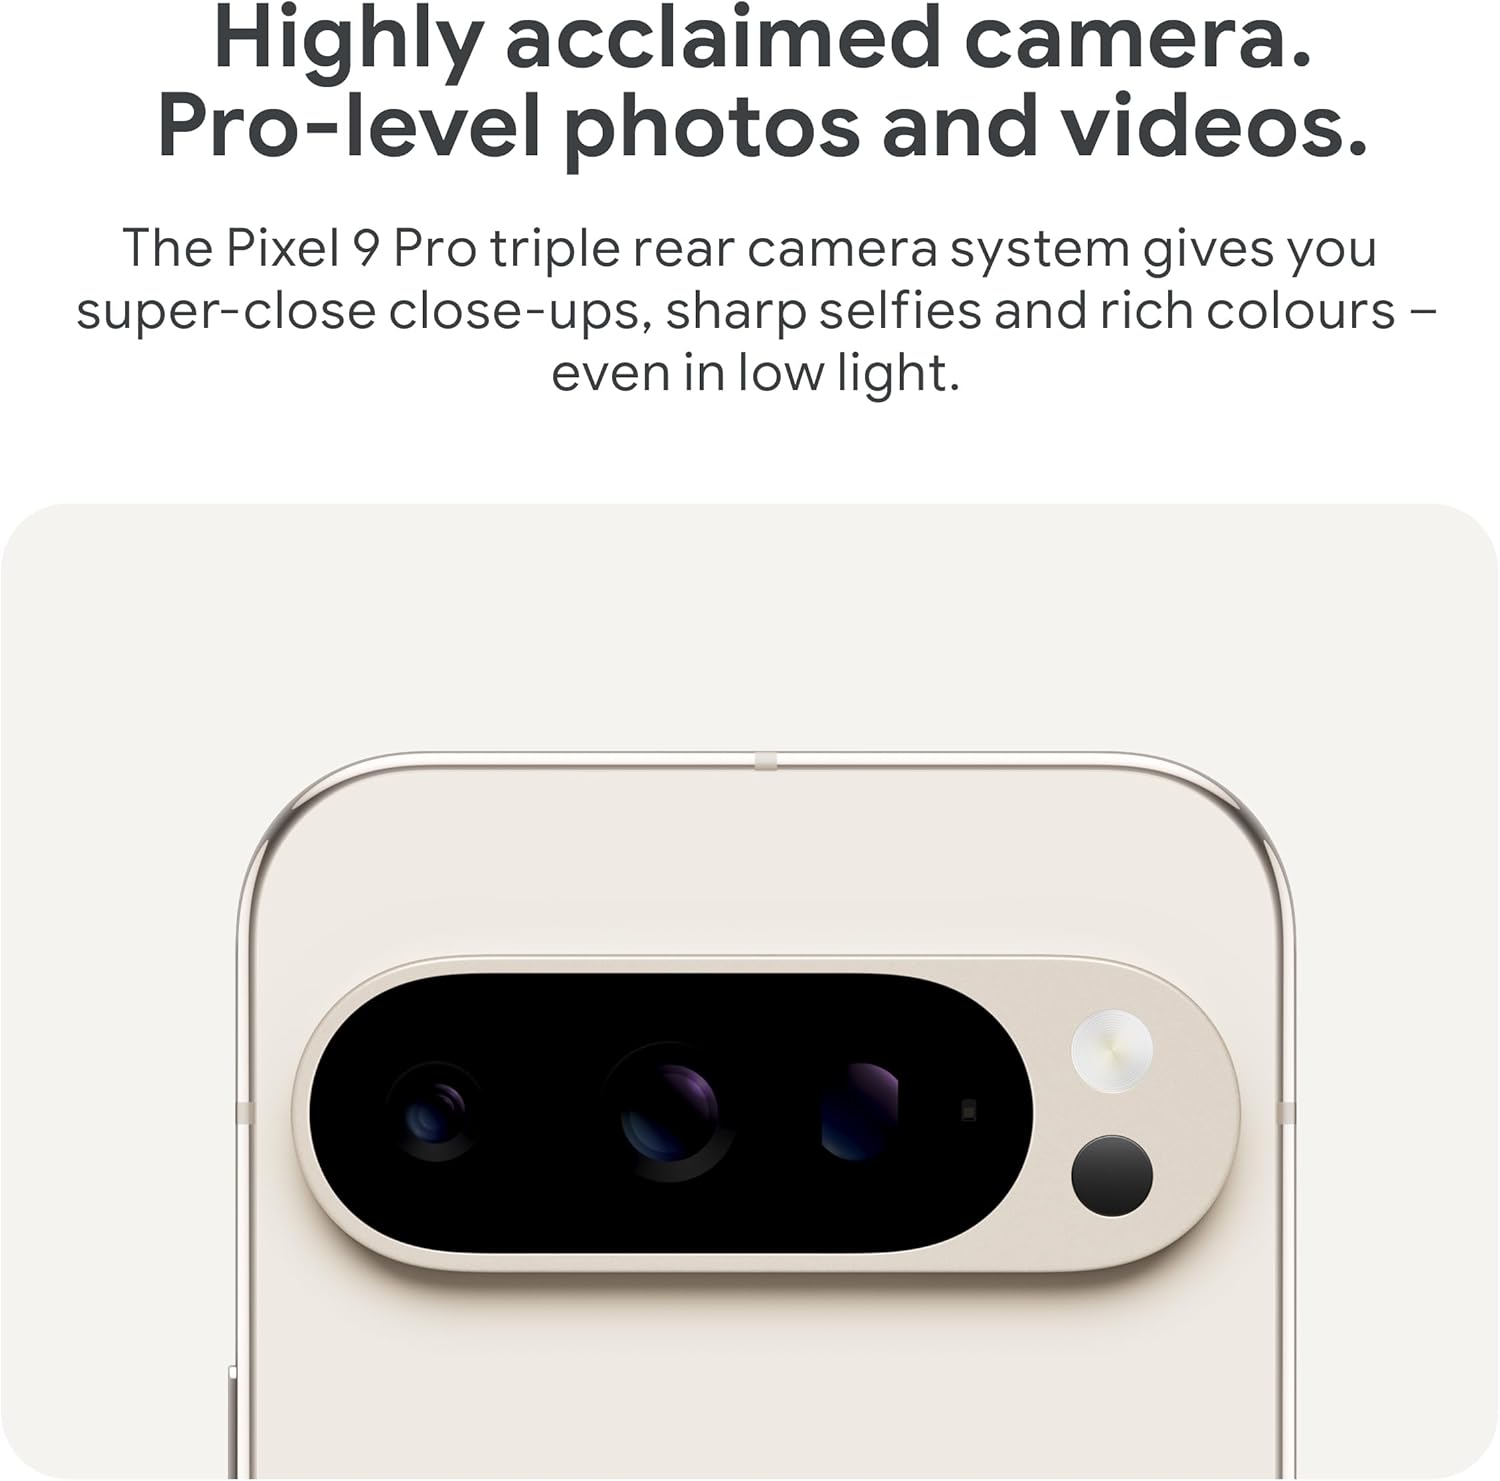 Highly acclaimed camera.
Pro-level photos and videos.
The Pixel 9 Pro triple rear camera system gives you
super-close close-ups, sharp selfies and rich colours –
even in low light.